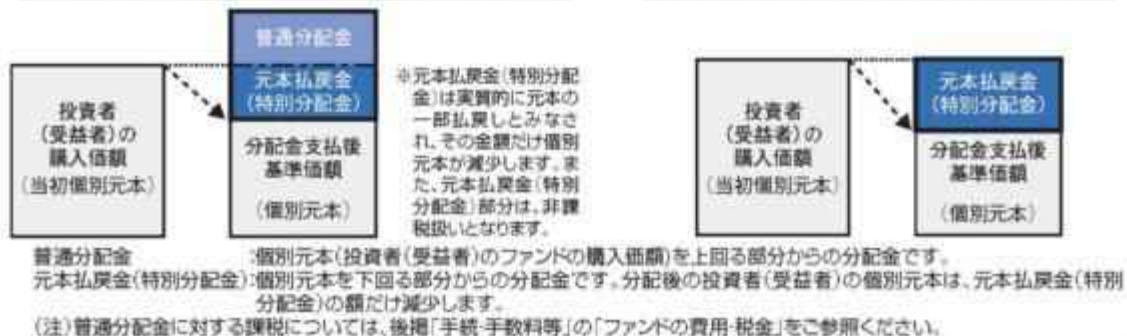 普通分配金
元本払戻金
(特別分配金)
投資者
(受益者)の
購入価額
(当初個別元本)
分配金支払後
基準価額
(個別元本)
※元本払戻金(特別分配
金)は実質的に元本の
一部払戻しとみなさ
れ、その金額だけ個別
元本が減少します。ま
た、元本払戻金(特別
分配金)部分は、非課
税扱いとなります。
投資者
(受益者)の
購入価額
(当初個別元本)
元本払戻金
(特別分配金)
分配金支払後
基準価額
(個別元本)
普通分配金 :個別元本(投資者(受益者)のファンドの購入価額)を上回る部分からの分配金です。
元本払戻金(特別分配金):個別元本を下回る部分からの分配金です。分配後の投資者(受益者)の個別元本は、元本払戻金(特別
分配金)の額だけ減少します。
(注)普通分配金に対する課税については、後掲「手続・手数料等」の「ファンドの費用・税金」をご参照ください。